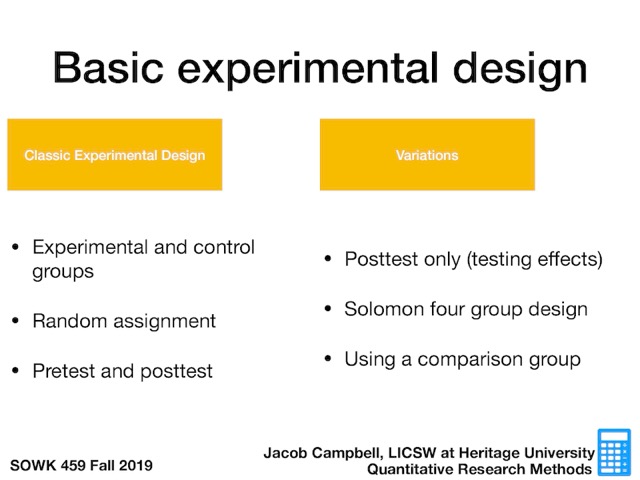 Basic experimental design
Classic Experimental Design
• Experimental and control
groups
• Random assignment
• Pretest and posttest
Variations
• Posttest only (testing effects)
• Solomon four group design
• Using a comparison group
SOWK 459 Fall 2019
Jacob Campbell, LICSW at Heritage University
Quantitative Research Methods